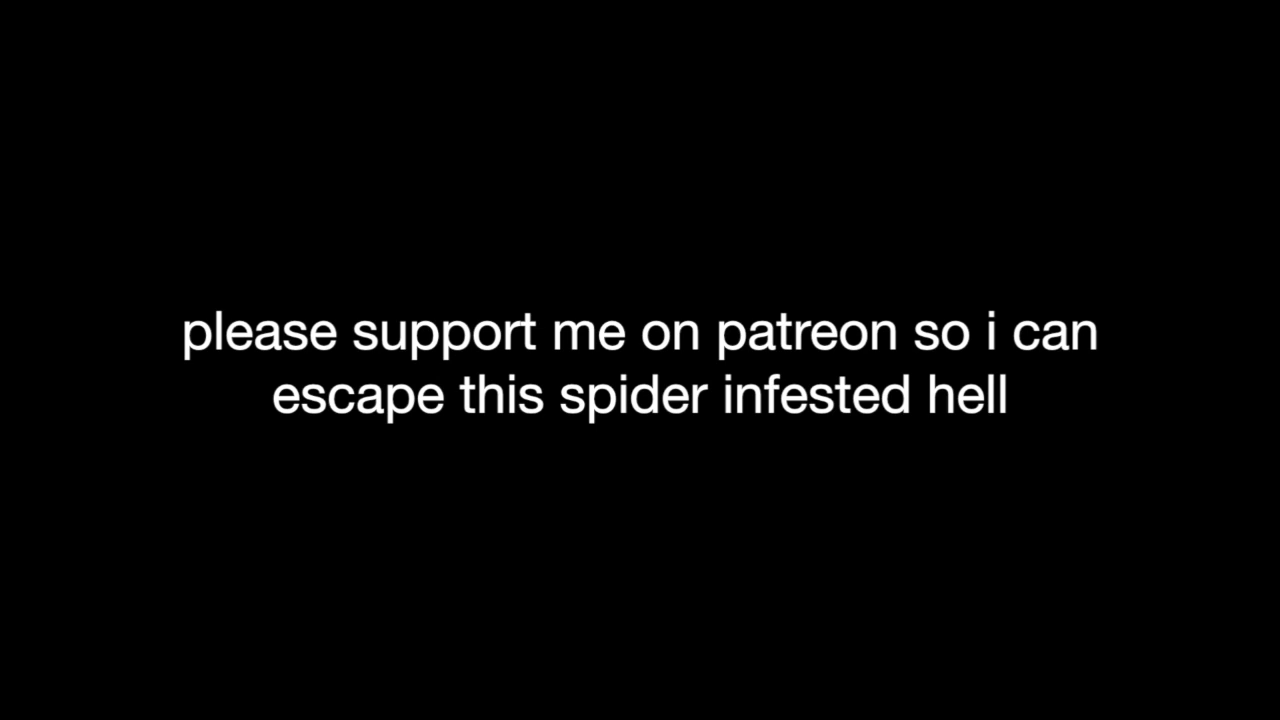 please support me on patreon so i can
escape this spider infested hell